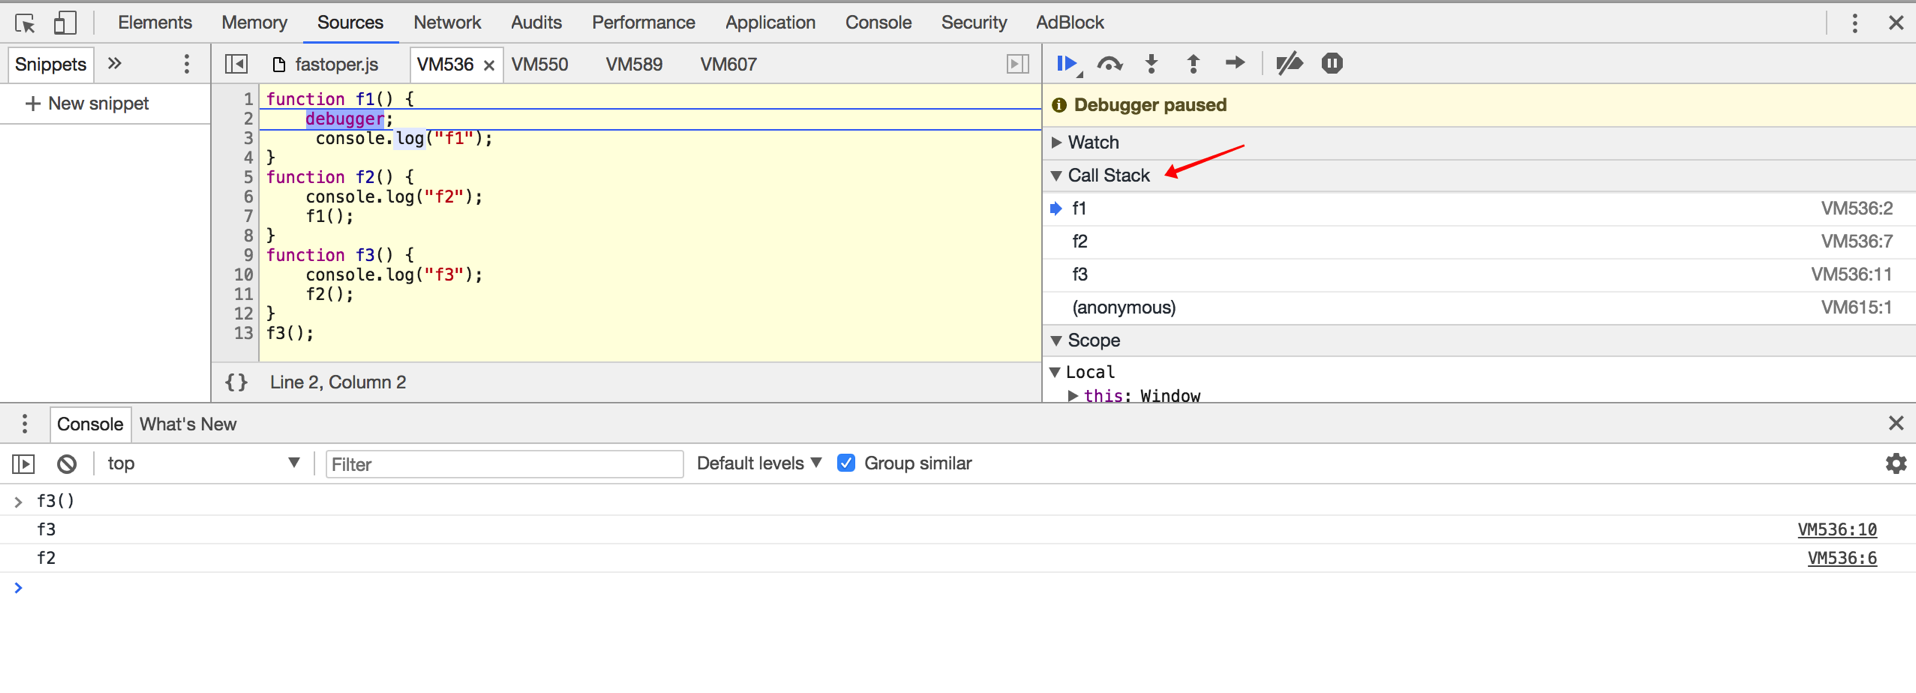 Elements Memory Sources Network Audits Performance Application Console Security AdBlock
Snippets
+ New snippet
fastoper.js VM536 × VM550 VM589 VM607
1 function f1() {
2     debugger;
3      console.log("f1");
4 }
5 function f2() {
6     console.log("f2");
7     f1();
8 }
9 function f3() {
10     console.log("f3");
11     f2();
12 }
13 f3();
{} Line 2, Column 2
Debugger paused
Watch
Call Stack
f1 VM536:2
f2 VM536:7
f3 VM536:11
(anonymous) VM615:1
Scope
Local
this: Window
Console What's New
top Filter Default levels Group similar
> f3()
f3 VM536:10
f2 VM536:6
>